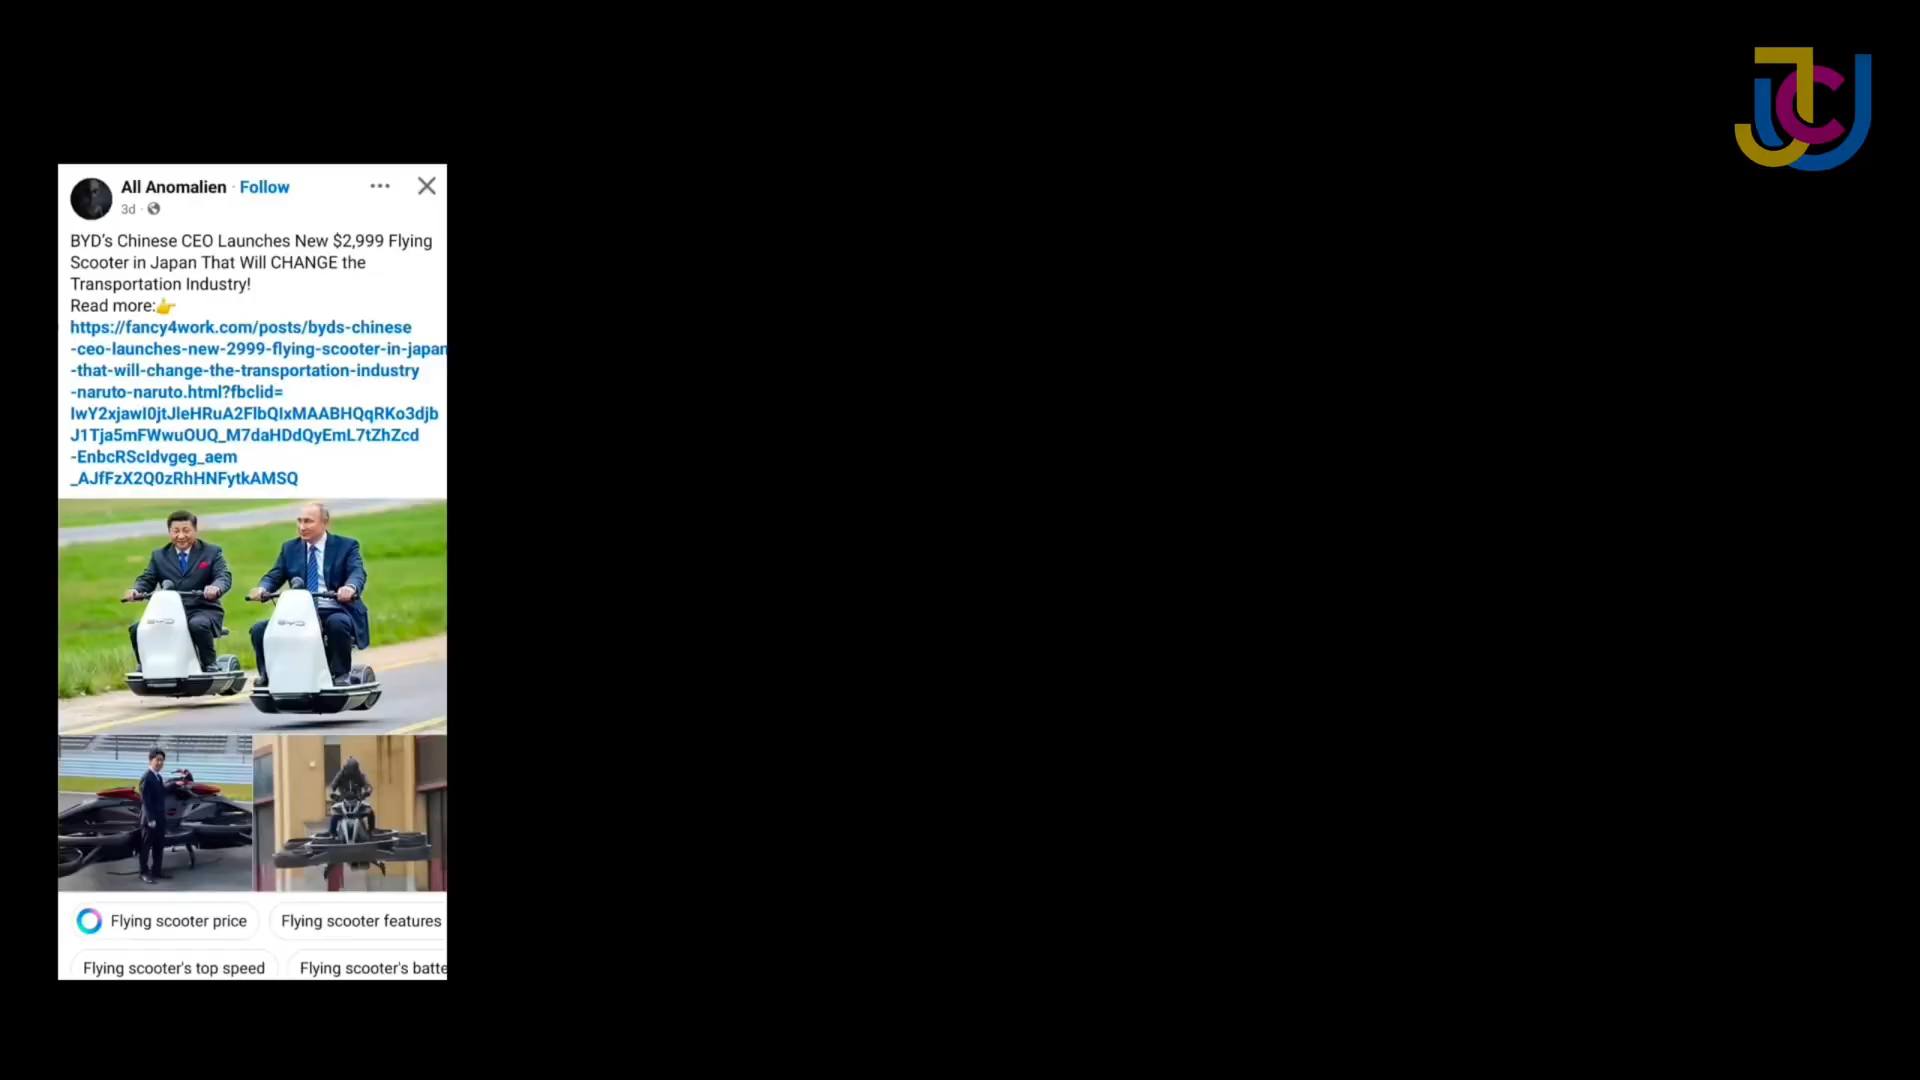 JCU
All Anomalien · Follow
3d ·
BYD's Chinese CEO Launches New $2,999 Flying
Scooter in Japan That Will CHANGE the
Transportation Industry!
Read more:👉
https://fancy4work.com/posts/byds-chinese
-ceo-launches-new-2999-flying-scooter-in-japan
-that-will-change-the-transportation-industry
-naruto-naruto.html?fbclid=
IwY2xjawI0jtJleHRuA2FlbQIxMAABHQqRKo3djb
J1Tja5mFWwuOUQ_M7daHDdQyEmL7tZhZcd
-EnbcRScIdvgeg_aem
_AJfFzX2Q0zRhHNFytkAMSQ
BYD
BYD
Flying scooter price
Flying scooter features
Flying scooter's top speed
Flying scooter's batte